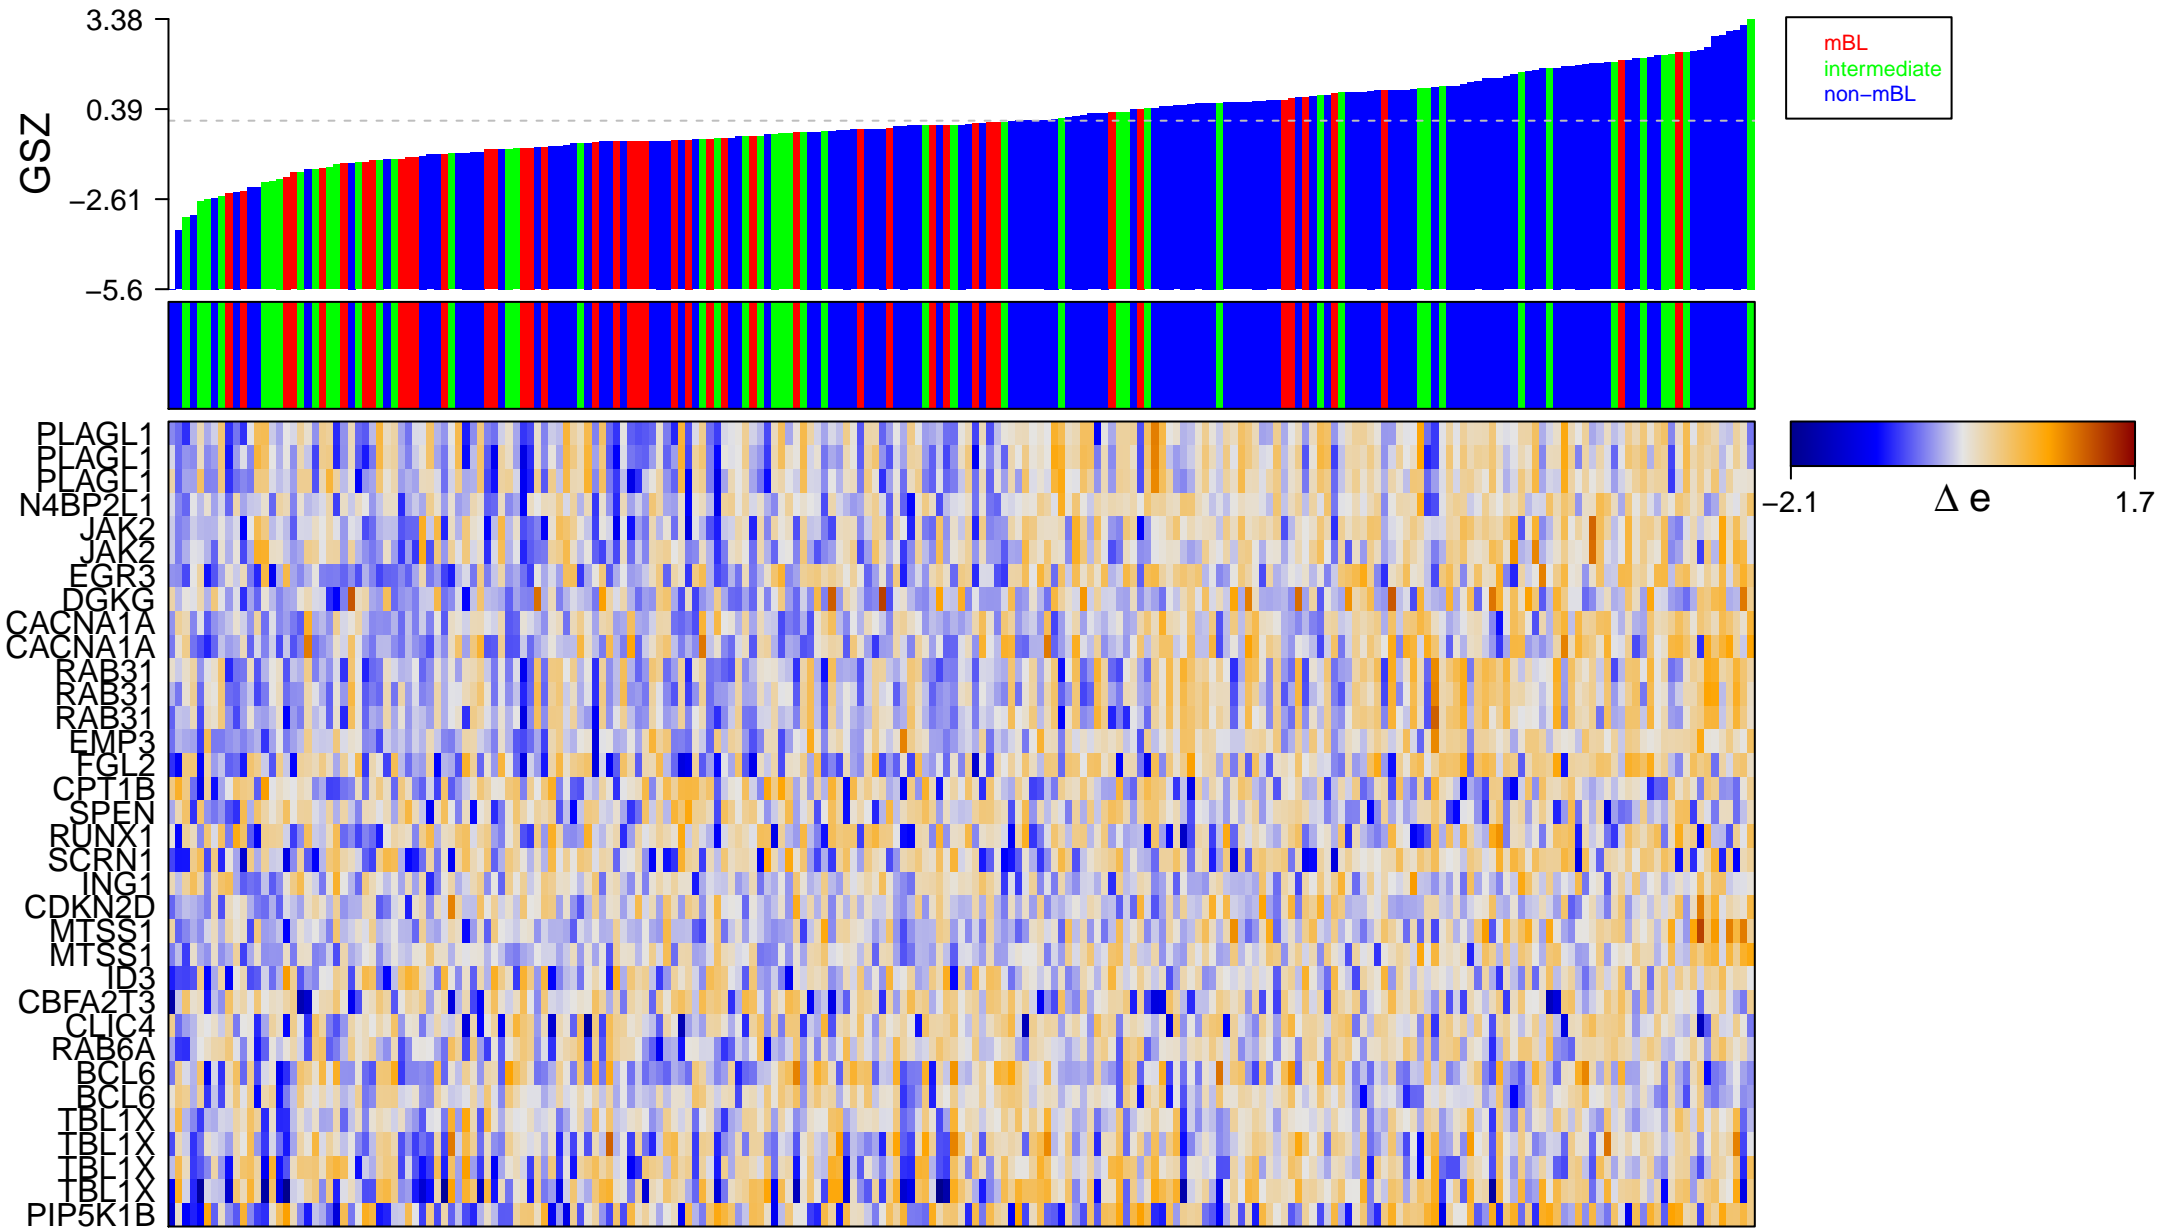 3.38
0.39
−2.61
−5.6
GSZ
mBL
intermediate
non−mBL
PLAGL1
PLAGL1
PLAGL1
N4BP2L1
JAK2
JAK2
EGR3
DGKG
CACNA1A
CACNA1A
RAB31
RAB31
RAB31
EMP3
FGL2
CPT1B
SPEN
RUNX1
SCRN1
ING1
CDKN2D
MTSS1
MTSS1
ID3
CBFA2T3
CLIC4
RAB6A
BCL6
BCL6
TBL1X
TBL1X
TBL1X
TBL1X
PIP5K1B
−2.1 Δ e 1.7